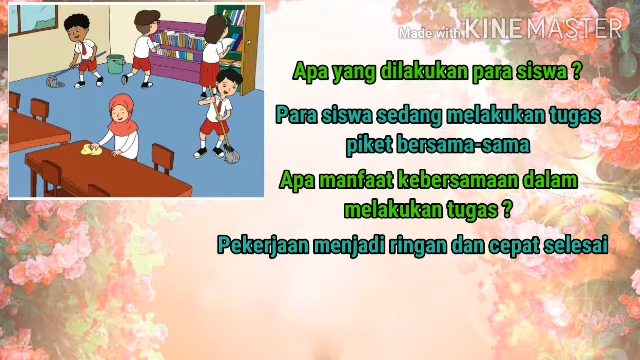 Made with KINEMASTER
Apa yang dilakukan para siswa ?
Para siswa sedang melakukan tugas
piket bersama-sama
Apa manfaat kebersamaan dalam
melakukan tugas ?
Pekerjaan menjadi ringan dan cepat selesai